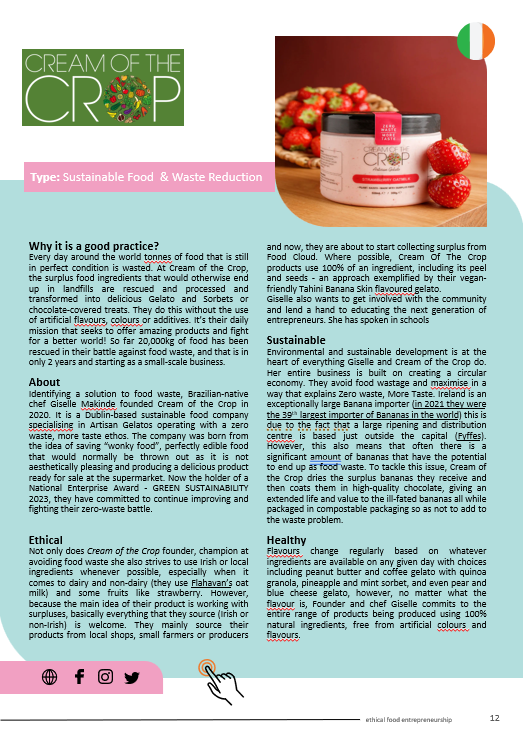 CREAM OF THE
CROP
ZERO
WASTE
MORE
TASTE
CREAM OF THE
CROP
Type: Sustainable Food & Waste Reduction
Why it is a good practice?
Every day around the world tonnes of food that is still
in perfect condition is wasted. At Cream of the Crop,
the surplus food ingredients that would otherwise end
up in landfills are rescued and processed and
transformed into delicious Gelato and Sorbets or
chocolate-covered treats. They do this without the use
of artificial flavours, colours or additives. It's their daily
mission that seeks to offer amazing products and fight
for a better world! So far 20,000kg of food has been
rescued in their battle against food waste, and that is in
only 2 years and starting as a small-scale business.
About
Identifying a solution to food waste, Brazilian-native
chef Giselle Makinde founded Cream of the Crop in
2020. It is a Dublin-based sustainable food company
specialising in Artisan Gelatos operating with a zero
waste, more taste ethos. The company was born from
the idea of saving "wonky food", perfectly edible food
that would normally be thrown out as it is not
aesthetically pleasing and producing a delicious product
ready for sale at the supermarket. Now the holder of a
National Enterprise Award - GREEN SUSTAINABILITY
2023, they have committed to continue improving and
fighting their zero-waste battle.
Ethical
Not only does Cream of the Crop founder, champion at
avoiding food waste she also strives to use Irish or local
ingredients whenever possible, especially when it
comes to dairy and non-dairy (they use Flahavan's oat
milk) and some fruits like strawberry. However,
because the main idea of their product is working with
surpluses, basically everything that they source (Irish or
non-Irish) is welcome. They mainly source their
products from local shops, small farmers or producers
and now, they are about to start collecting surplus from
Food Cloud. Where possible, Cream Of The Crop
products use 100% of an ingredient, including its peel
and seeds - an approach exemplified by their vegan-
friendly Tahini Banana Skin flavoured gelato.
Giselle also wants to get involved with the community
and lend a hand to educating the next generation of
entrepreneurs. She has spoken in schools
Sustainable
Environmental and sustainable development is at the
heart of everything Giselle and Cream of the Crop do.
Her entire business is built on creating a circular
economy. They avoid food wastage and maximise in a
way that explains Zero waste, More Taste. Ireland is an
exceptionally large Banana importer (in 2021 they were
the 39th largest importer of Bananas in the world) this is
due to the fact that a large ripening and distribution
centre is based just outside the capital (Fyffes).
However, this also means that often there is a
significant amount of bananas that have the potential
to end up as food waste. To tackle this issue, Cream of
the Crop dries the surplus bananas they receive and
then coats them in high-quality chocolate, giving an
extended life and value to the ill-fated bananas all while
packaged in compostable packaging so as not to add to
the waste problem.
Healthy
Flavours change regularly based on whatever
ingredients are available on any given day with choices
including peanut butter and coffee gelato with quinoa
granola, pineapple and mint sorbet, and even pear and
blue cheese gelato, however, no matter what the
flavour is, Founder and chef Giselle commits to the
entire range of products being produced using 100%
natural ingredients, free from artificial colours and
flavours.
ethical food entrepreneurship
12